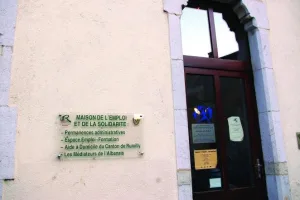 MAISON DE L'EMPLOI
ET DE LA SOLIDARITÉ
- Permanences administratives
- Espace Emploi -Formation
- Aide à Domicile du Canton de Rumilly
- Les Médiateurs de l'Albanais